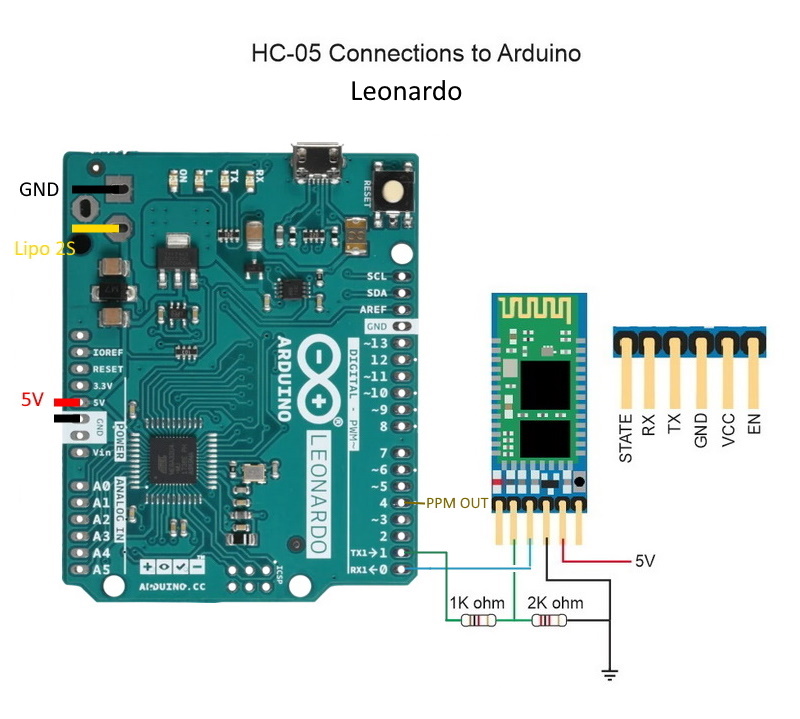 HC-05 Connections to Arduino
Leonardo
GND
Lipo 2S
ON
L
TX
RX
RESET
SCL
SDA
AREF
GND
~13
12
~11
~10
~9
8
7
~6
~5
4
~3
2
TX1→1
RX1←0
DIGITAL - PWM~
ARDUINO
LEONARDO
IOREF
RESET
3.3V
5V
GND
Vin
POWER
5V
A0
A1
A2
A3
A4
A5
ANALOG IN
ARDUINO.CC
ICSP
PPM OUT
STATE
RX
TX
GND
VCC
EN
5V
1K ohm
2K ohm